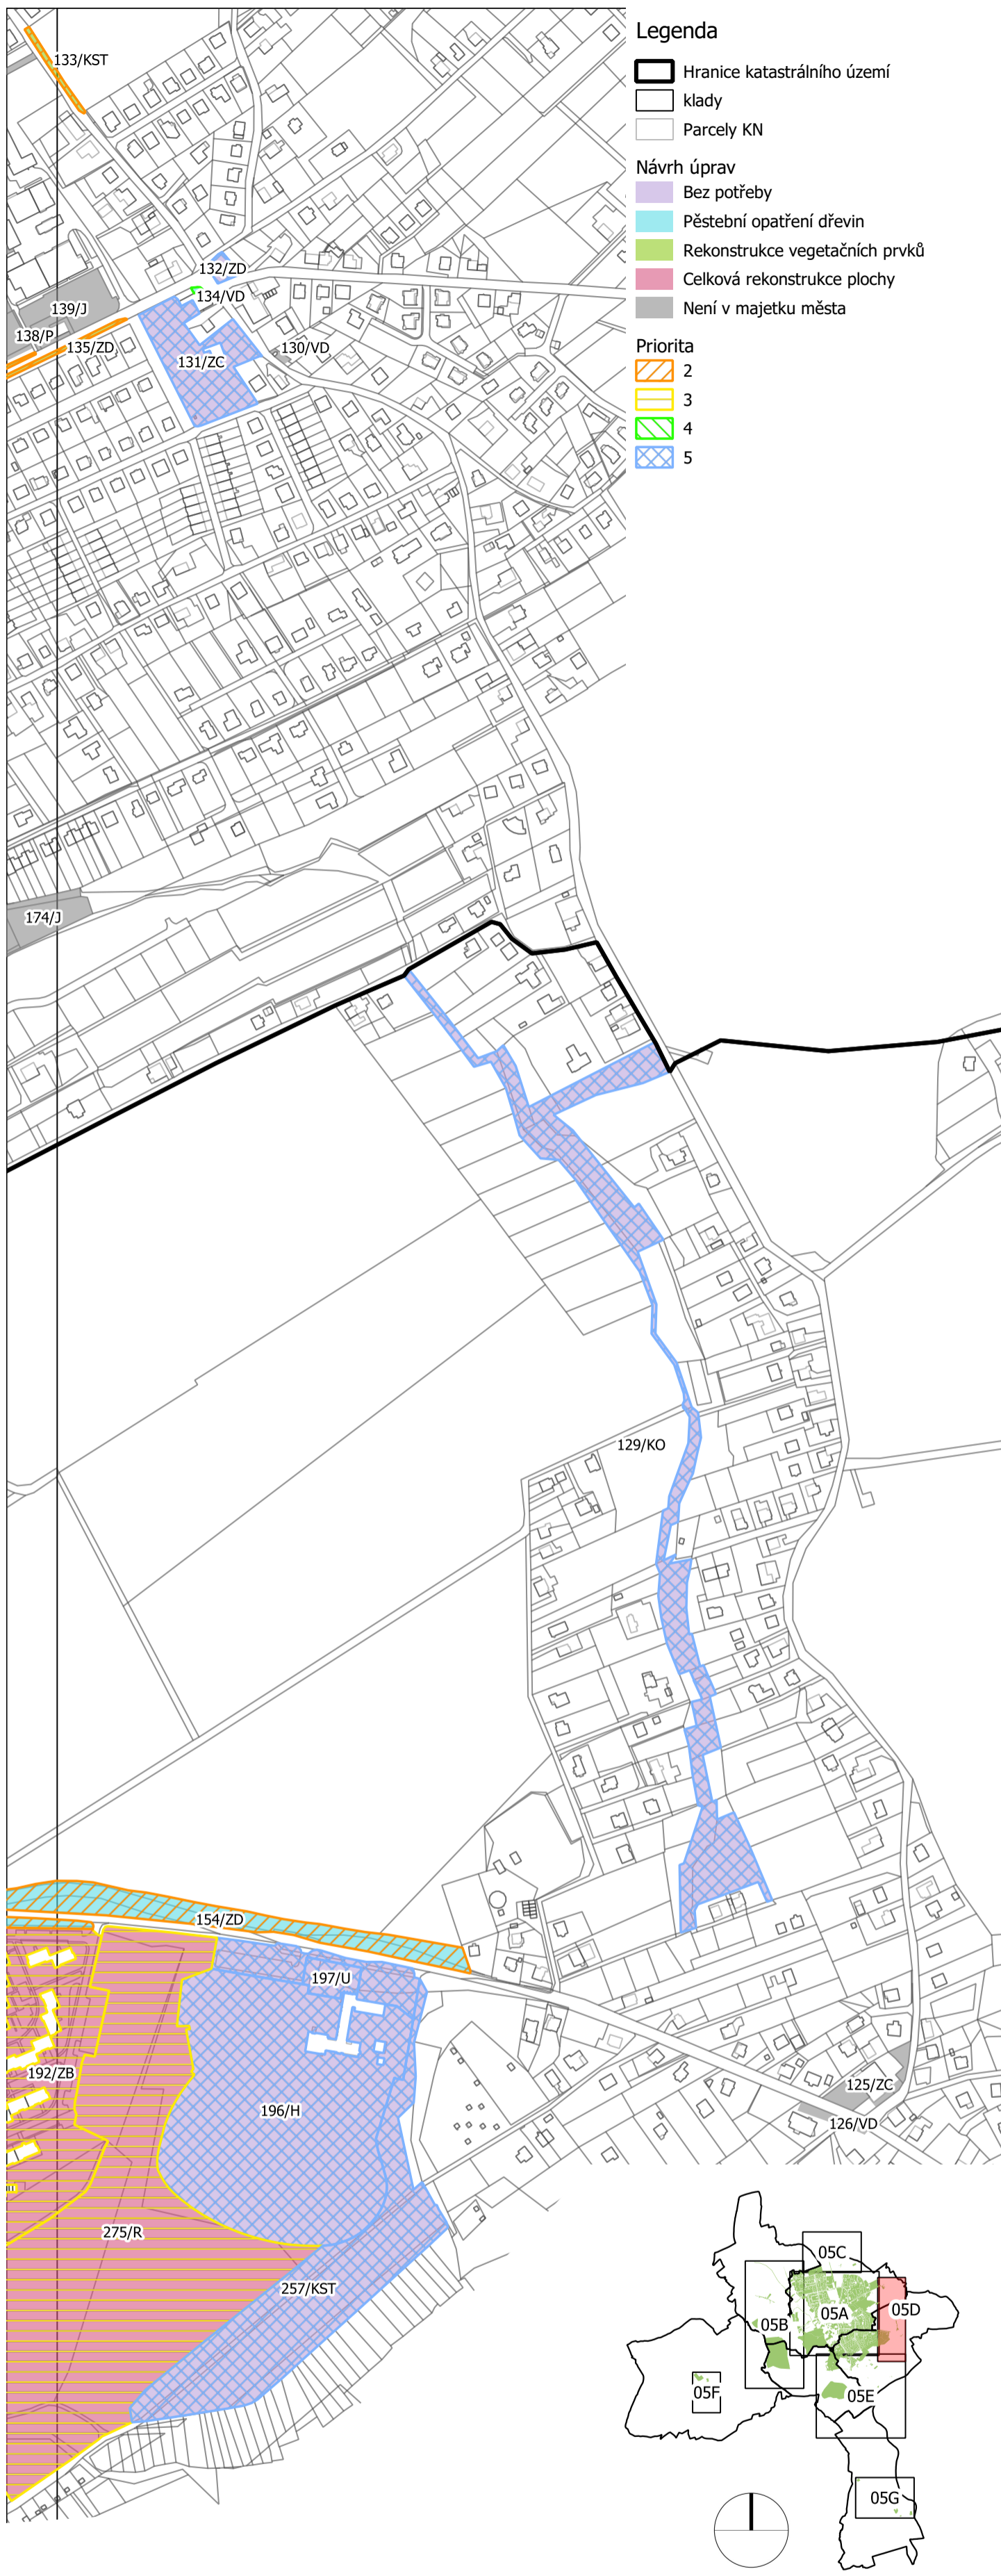 Legenda
Hranice katastrálního území
klady
Parcely KN
Návrh úprav
Bez potřeby
Pěstební opatření dřevin
Rekonstrukce vegetačních prvků
Celková rekonstrukce plochy
Není v majetku města
Priorita
2
3
4
5
133/KST
132/ZD
134/VD
139/J
138/P
135/ZD
130/VD
131/ZC
174/J
129/KO
154/ZD
197/U
192/ZB
125/ZC
196/H
126/VD
275/R
257/KST
05C
05A
05D
05B
05F
05E
05G